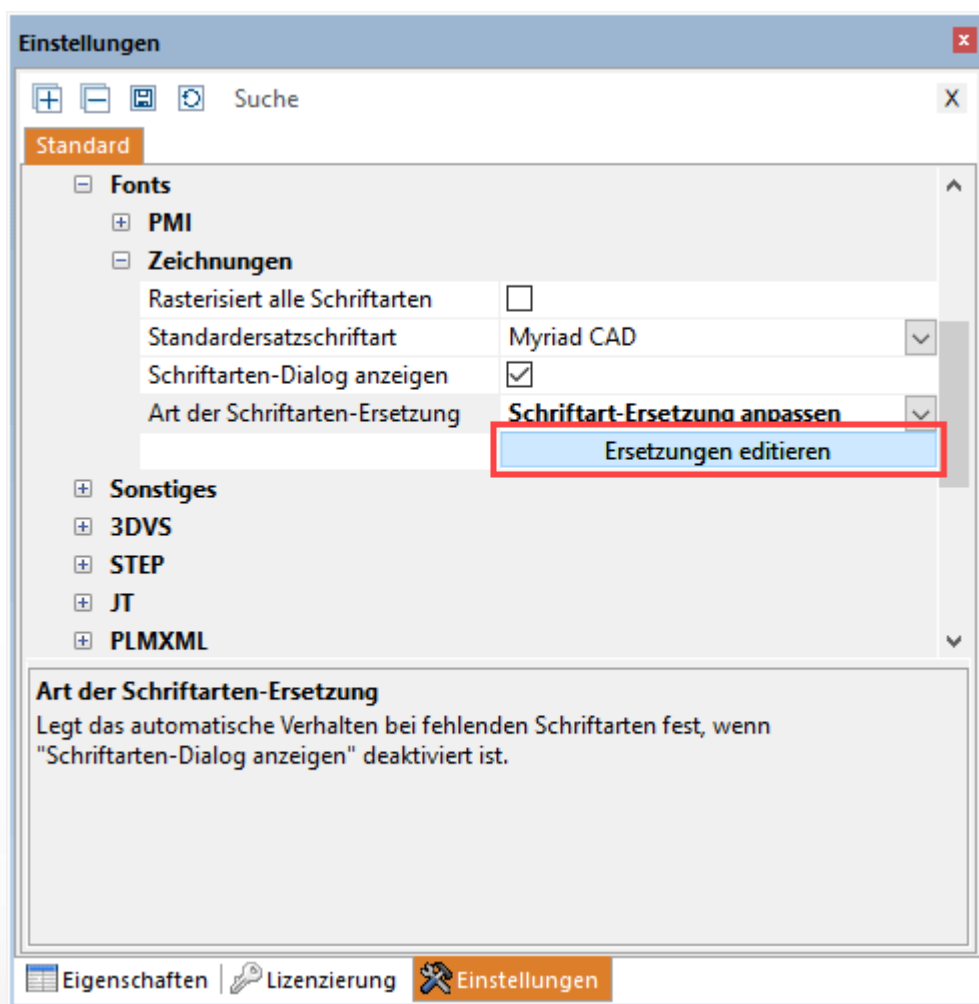 Einstellungen
x
Suche
X
Standard
Fonts
PMI
Zeichnungen
Rasterisiert alle Schriftarten
Standardersatzschriftart Myriad CAD
Schriftarten-Dialog anzeigen
Art der Schriftarten-Ersetzung Schriftart-Ersetzung anpassen
Ersetzungen editieren
Sonstiges
3DVS
STEP
JT
PLMXML
Art der Schriftarten-Ersetzung
Legt das automatische Verhalten bei fehlenden Schriftarten fest, wenn
"Schriftarten-Dialog anzeigen" deaktiviert ist.
Eigenschaften Lizenzierung Einstellungen